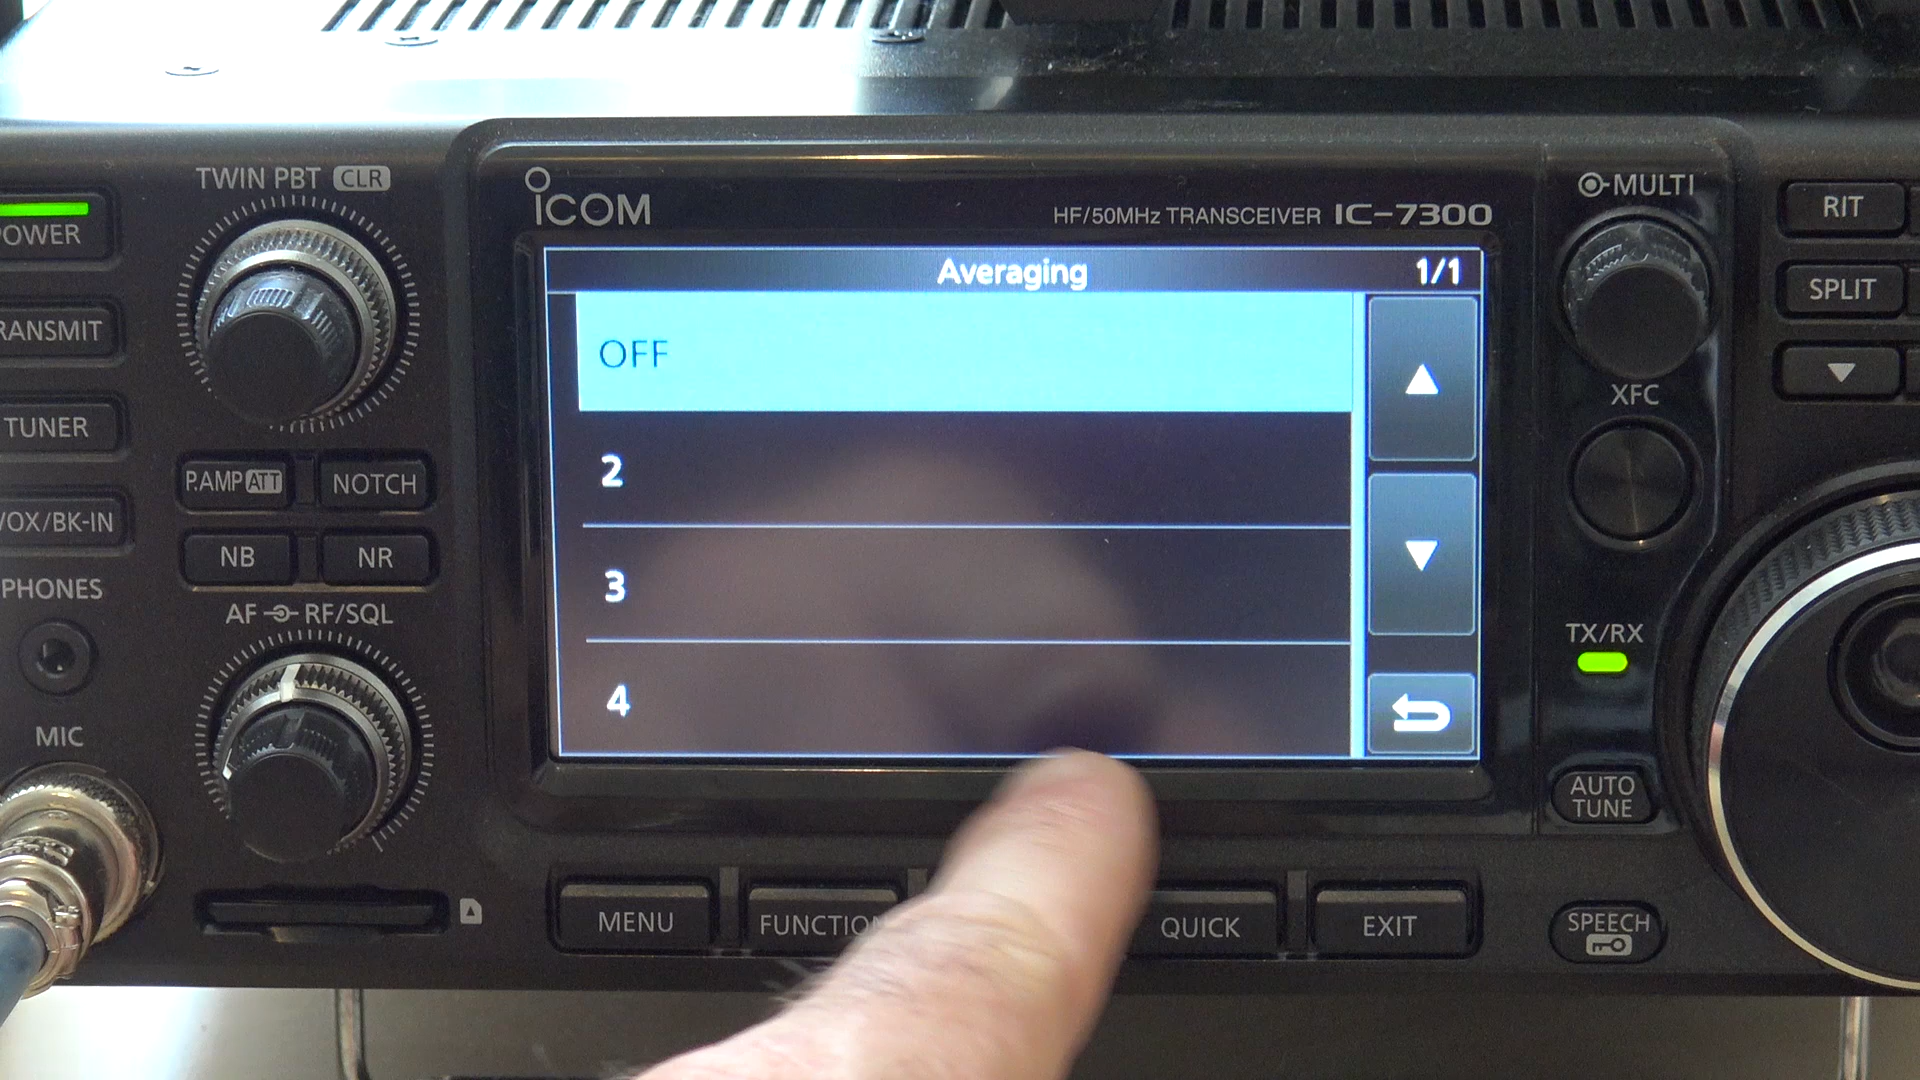 TWIN PBT CLR
ICOM
HF/50MHz TRANSCEIVER IC-7300
MULTI
POWER
RIT
Averaging 1/1
SPLIT
OFF
RANSMIT
XFC
TUNER
2
P.AMP ATT NOTCH
VOX/BK-IN
NB NR
3
PHONES
AF RF/SQL
TX/RX
4
MIC
AUTO
TUNE
MENU FUNCTION QUICK EXIT
SPEECH